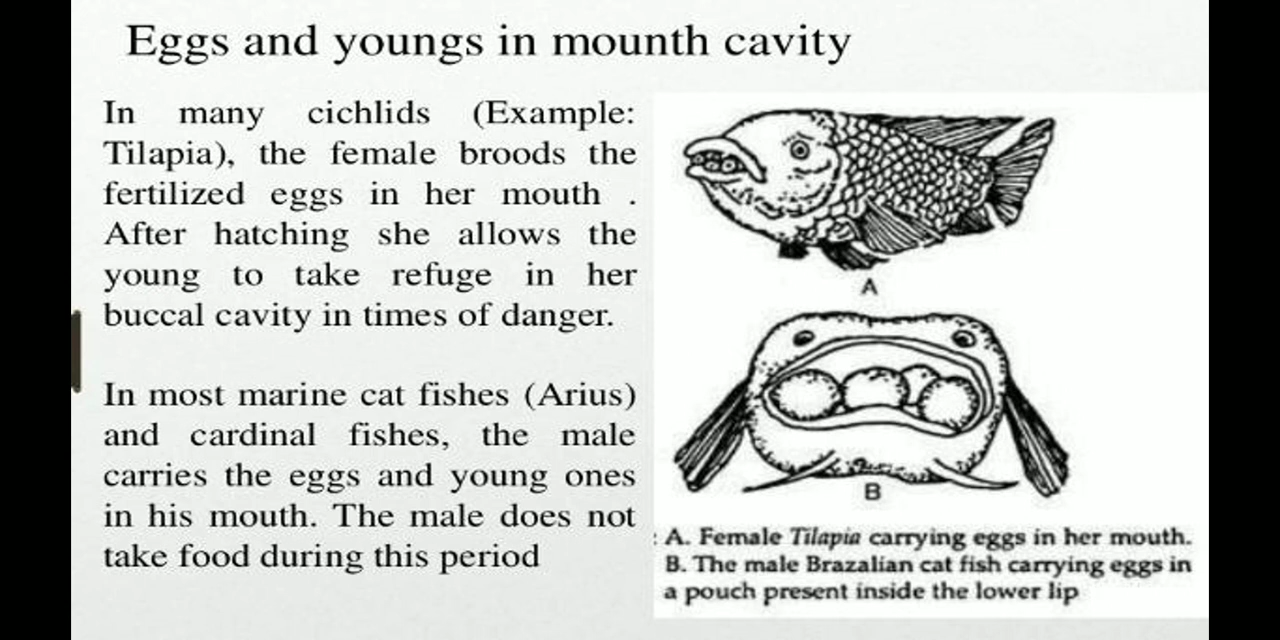 Eggs and youngs in mounth cavity
In many cichlids (Example:
Tilapia), the female broods the
fertilized eggs in her mouth .
After hatching she allows the
young to take refuge in her
buccal cavity in times of danger.
In most marine cat fishes (Arius)
and cardinal fishes, the male
carries the eggs and young ones
in his mouth. The male does not
take food during this period
A
B
: A. Female Tilapia carrying eggs in her mouth.
B. The male Brazalian cat fish carrying eggs in
a pouch present inside the lower lip